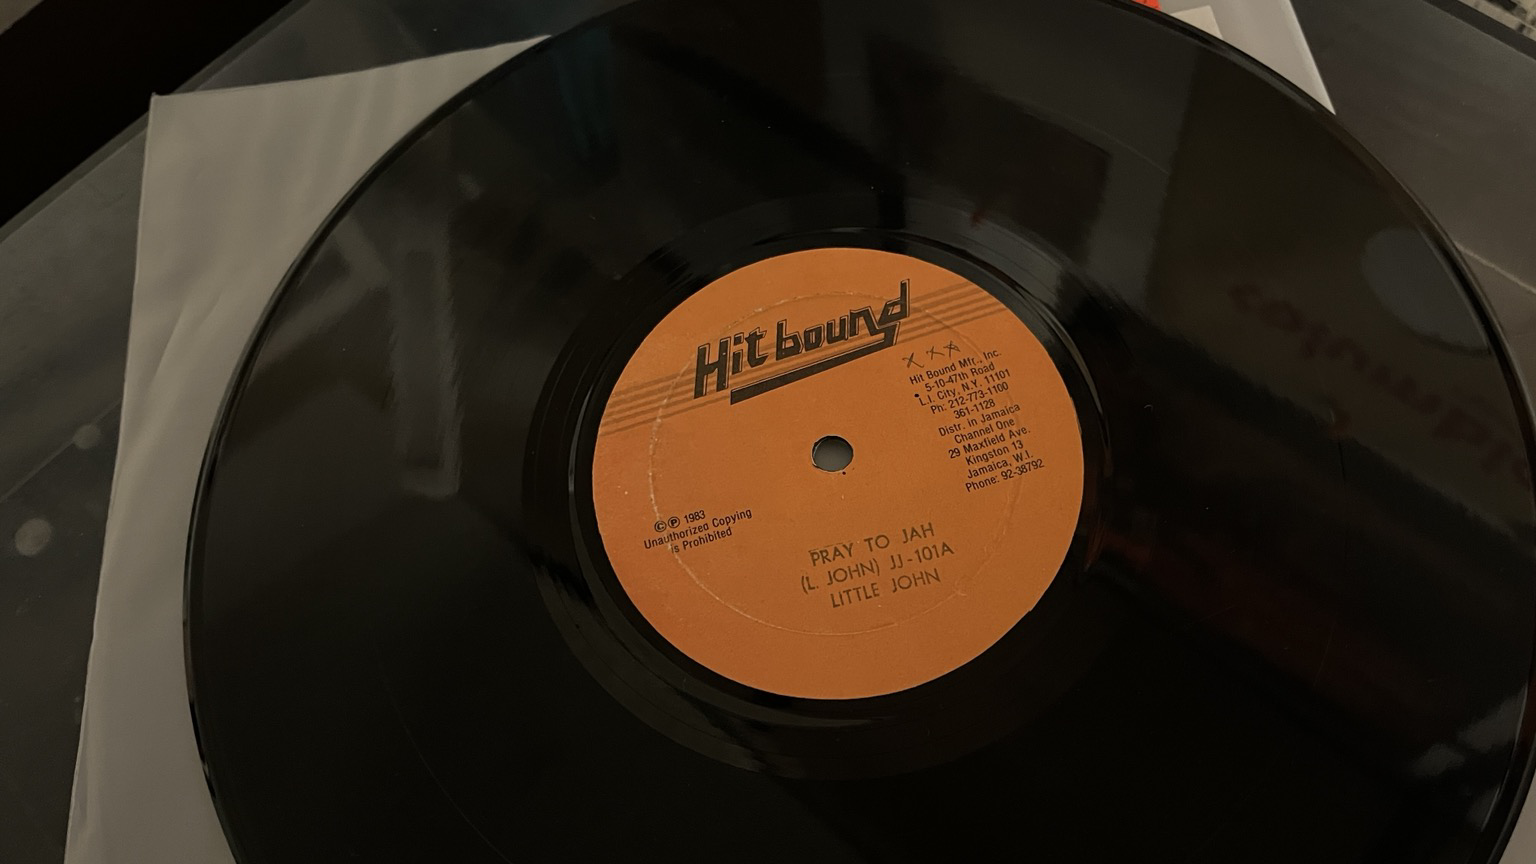 Hit bound
x x x
Hit Bound Mfr., Inc.
5-10-47th Road
L.I. City, N.Y. 11101
Ph: 212-773-1100
361-1128
Distr. in Jamaica
Channel One
29 Maxfield Ave.
Kingston 13
Jamaica, W.I.
Phone: 92-38792
©℗ 1983
Unauthorized Copying
is Prohibited
PRAY TO JAH
(L. JOHN) JJ-101A
LITTLE JOHN